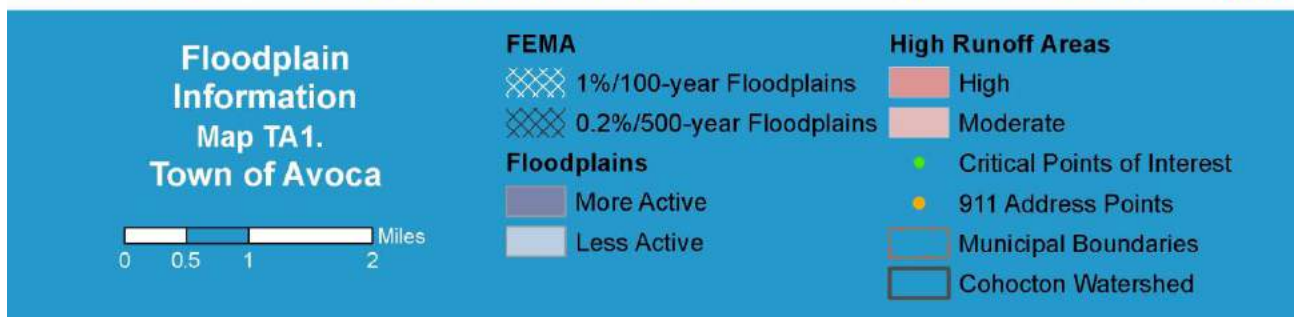 Floodplain
Information
Map TA1.
Town of Avoca
Miles
0 0.5 1 2
FEMA
1%/100-year Floodplains
0.2%/500-year Floodplains
Floodplains
More Active
Less Active
High Runoff Areas
High
Moderate
Critical Points of Interest
911 Address Points
Municipal Boundaries
Cohocton Watershed